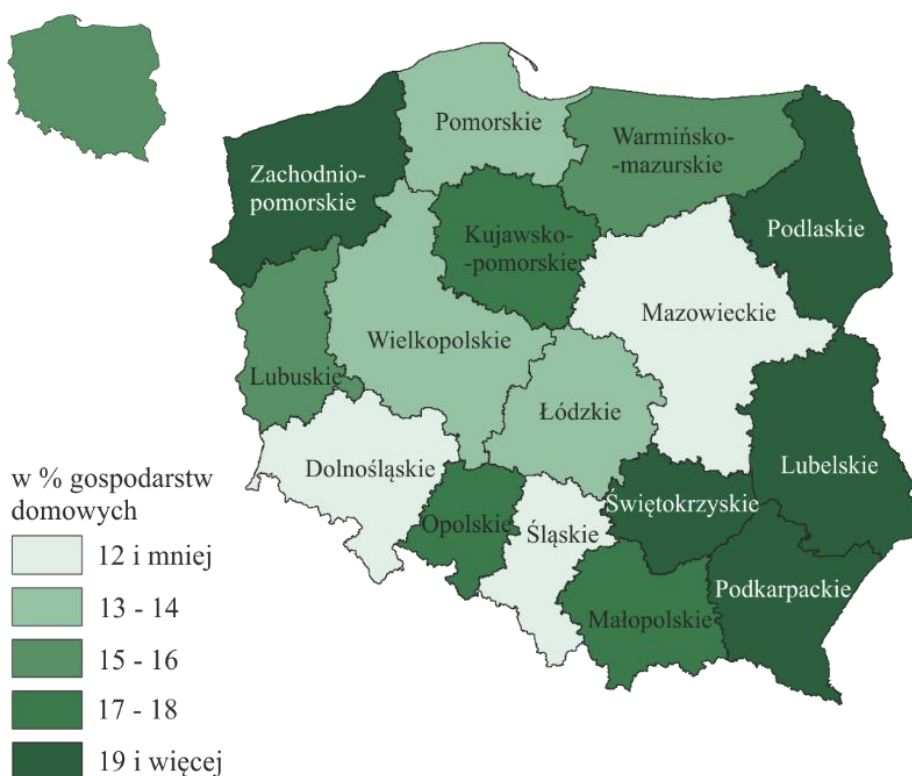 Pomorskie
Warmińsko-
-mazurskie
Zachodnio-
pomorskie
Podlaskie
Kujawsko-
-pomorskie
Mazowieckie
Wielkopolskie
Lubuskie
Łódzkie
Dolnośląskie
Lubelskie
Opolskie
Śląskie
Świętokrzyskie
Podkarpackie
Małopolskie
w % gospodarstw
domowych
12 i mniej
13 - 14
15 - 16
17 - 18
19 i więcej